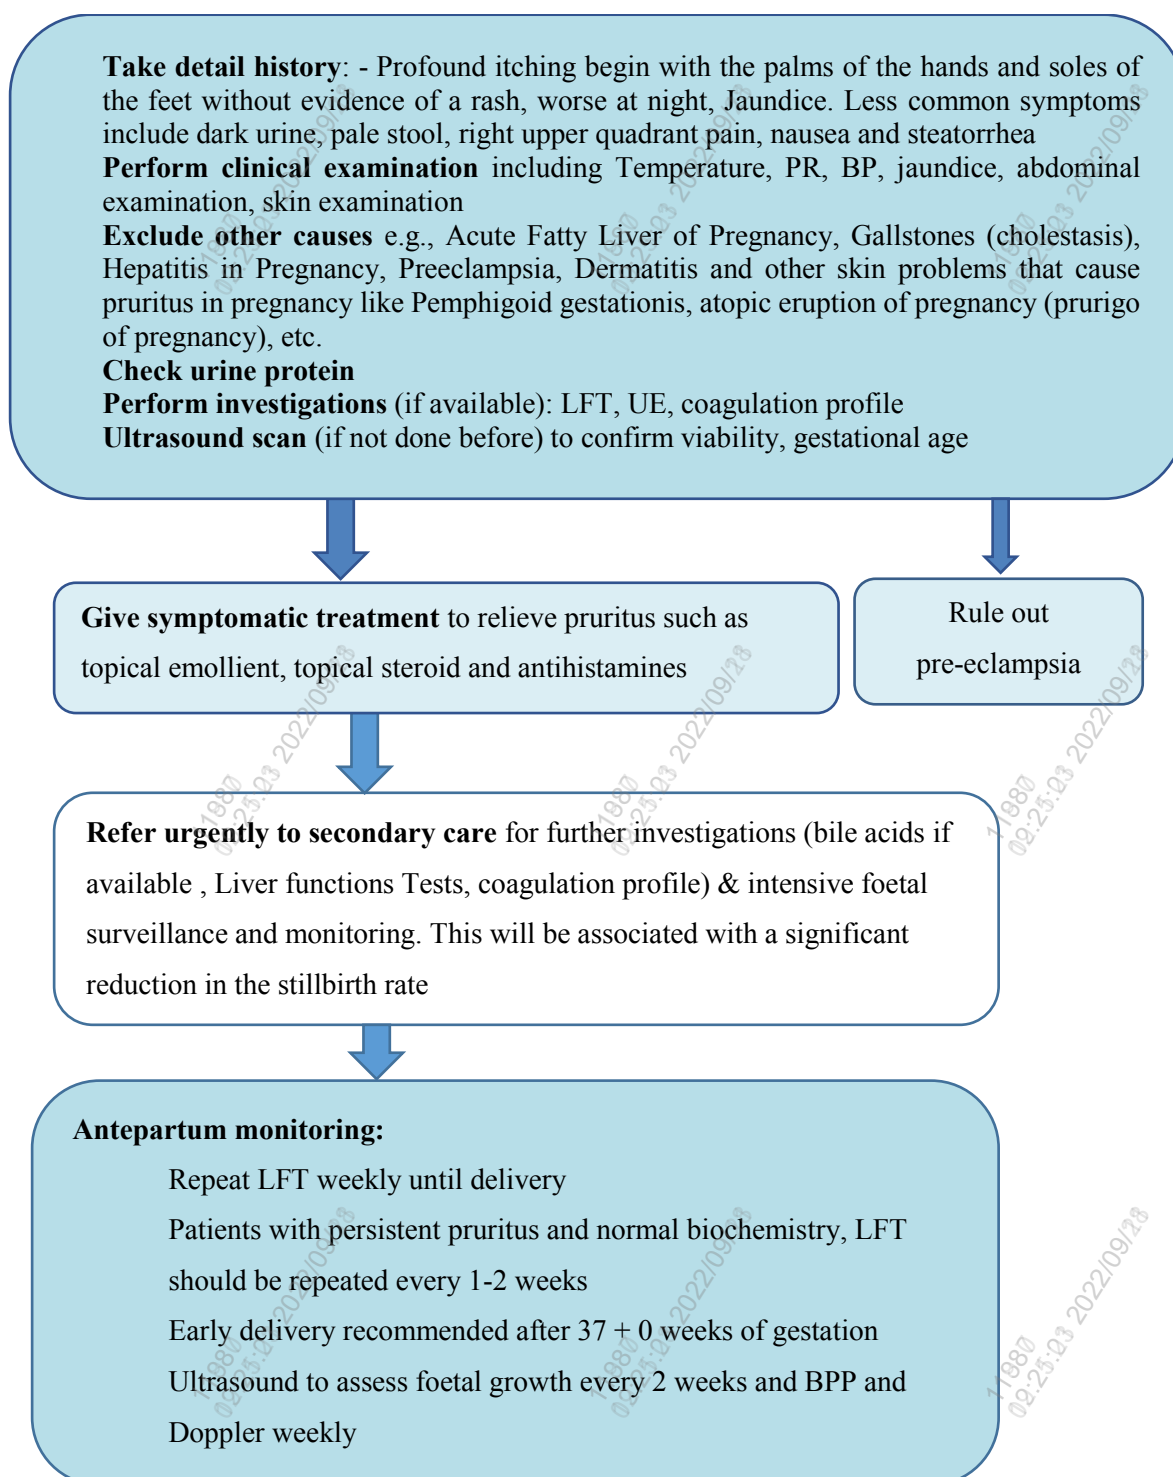 Take detail history: - Profound itching begin with the palms of the hands and soles of
the feet without evidence of a rash, worse at night, Jaundice. Less common symptoms
include dark urine, pale stool, right upper quadrant pain, nausea and steatorrhea
Perform clinical examination including Temperature, PR, BP, jaundice, abdominal
examination, skin examination
Exclude other causes e.g., Acute Fatty Liver of Pregnancy, Gallstones (cholestasis),
Hepatitis in Pregnancy, Preeclampsia, Dermatitis and other skin problems that cause
pruritus in pregnancy like Pemphigoid gestationis, atopic eruption of pregnancy (prurigo
of pregnancy), etc.
Check urine protein
Perform investigations (if available): LFT, UE, coagulation profile
Ultrasound scan (if not done before) to confirm viability, gestational age
Give symptomatic treatment to relieve pruritus such as
topical emollient, topical steroid and antihistamines
Rule out
pre-eclampsia
Refer urgently to secondary care for further investigations (bile acids if
available , Liver functions Tests, coagulation profile) & intensive foetal
surveillance and monitoring. This will be associated with a significant
reduction in the stillbirth rate
Antepartum monitoring:
Repeat LFT weekly until delivery
Patients with persistent pruritus and normal biochemistry, LFT
should be repeated every 1-2 weeks
Early delivery recommended after 37 + 0 weeks of gestation
Ultrasound to assess foetal growth every 2 weeks and BPP and
Doppler weekly